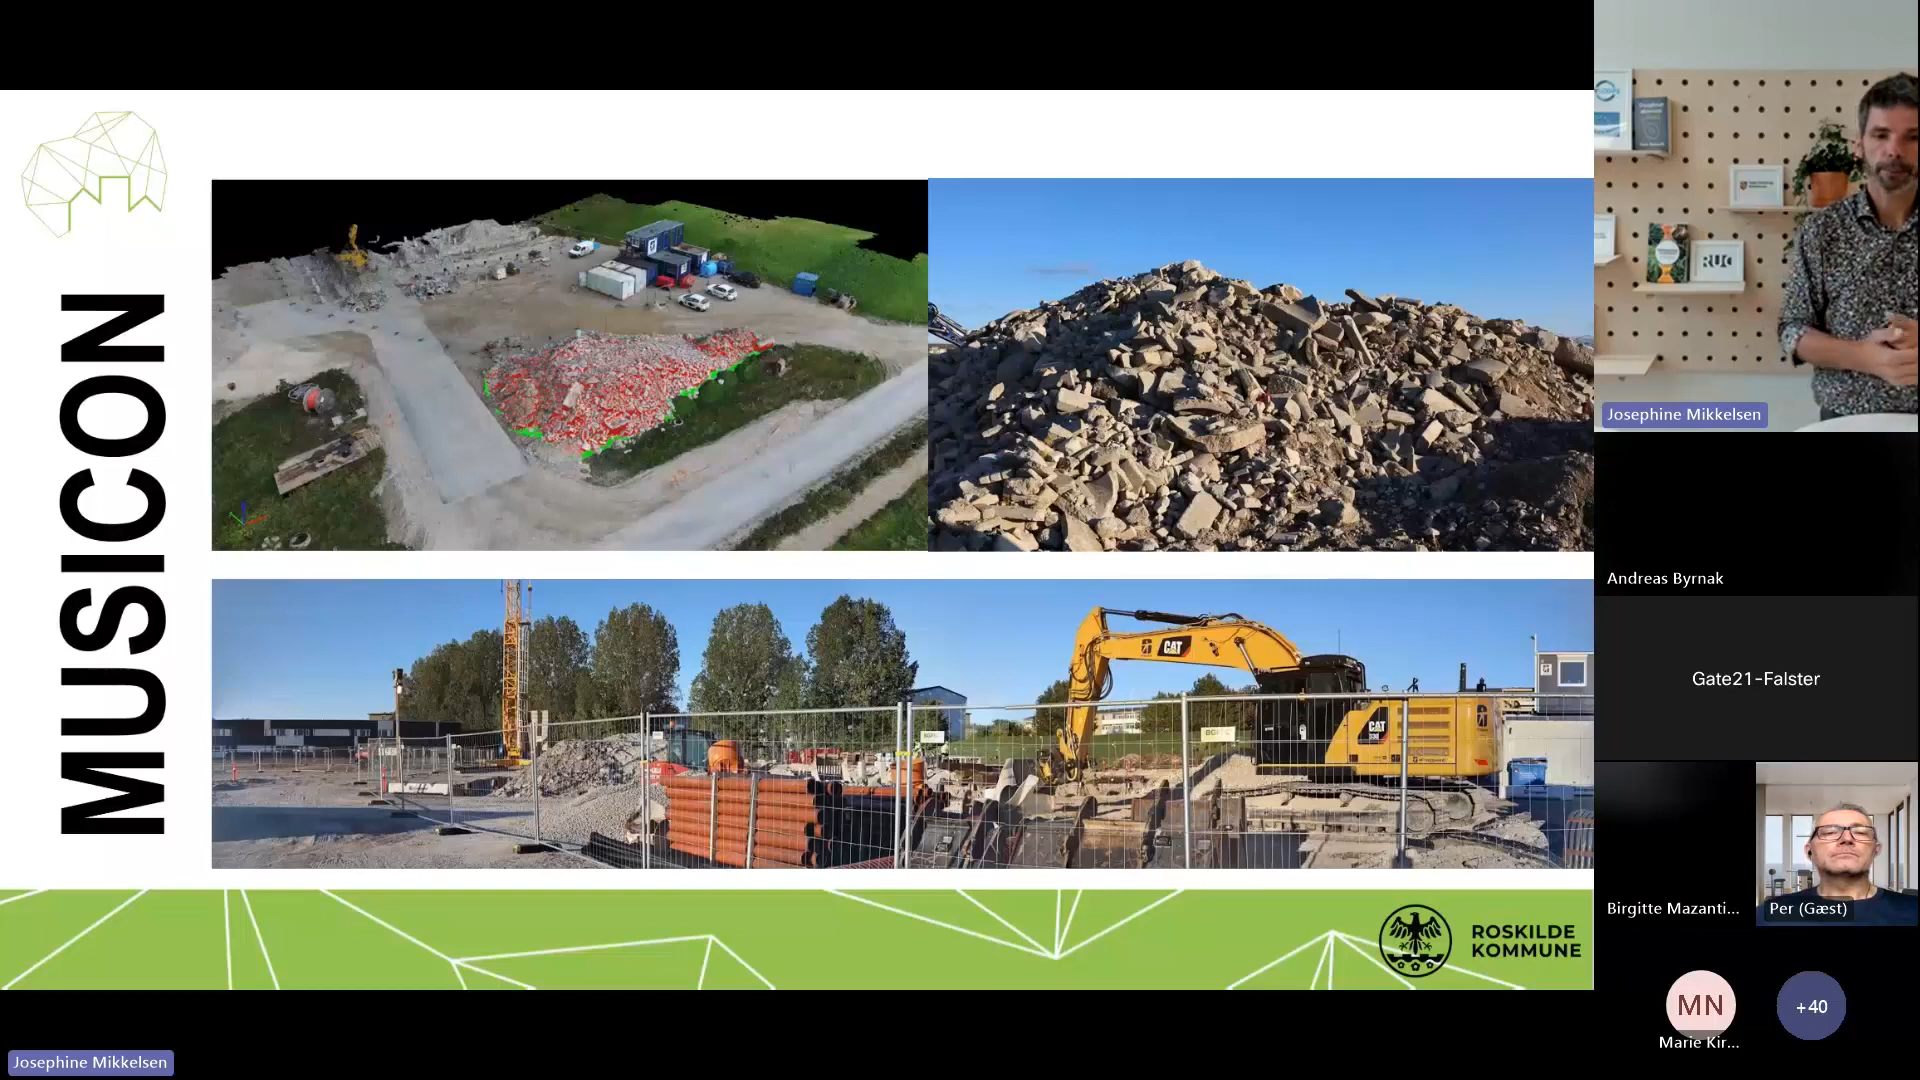 MUSICON
CAT
CAT
ROSKILDE
KOMMUNE
RUC
Josephine Mikkelsen
Andreas Byrnak
Gate21-Falster
Birgitte Mazanti...
Per (Gæst)
MN
Marie Kir...
+40
Josephine Mikkelsen